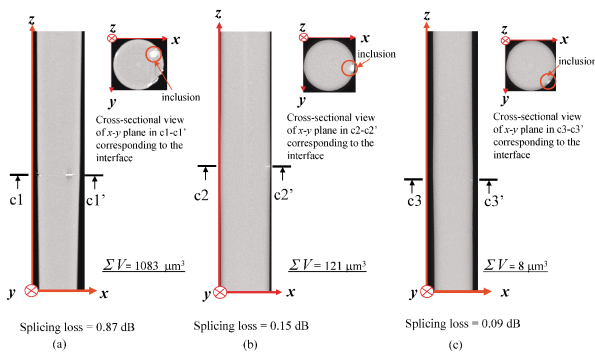 z
z
x
inclusion
y
Cross-sectional view
of x-y plane in c1-c1'
corresponding to the
interface
c1
c1'
ΣV= 1083 μm³
y
x
Splicing loss = 0.87 dB
(a)
z
z
x
inclusion
y
Cross-sectional view
of x-y plane in c2-c2'
corresponding to the
interface
c2
c2'
ΣV= 121 μm³
y
x
Splicing loss = 0.15 dB
(b)
z
z
x
inclusion
y
Cross-sectional view
of x-y plane in c3-c3'
corresponding to the
interface
c3
c3'
ΣV= 8 μm³
y
x
Splicing loss = 0.09 dB
(c)